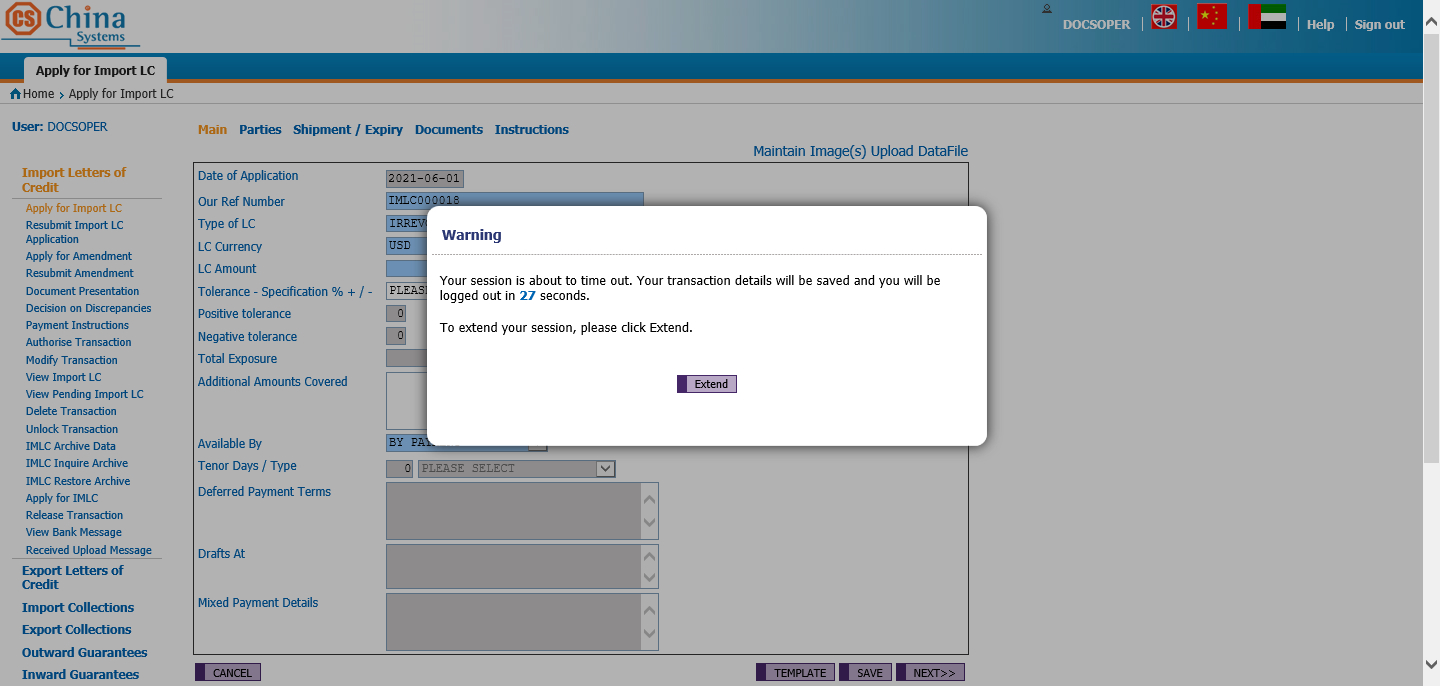 CS China Systems
DOCSOPER | | | Help | Sign out
Apply for Import LC
Home > Apply for Import LC
User: DOCSOPER
Import Letters of
Credit
Apply for Import LC
Resubmit Import LC
Application
Apply for Amendment
Resubmit Amendment
Document Presentation
Decision on Discrepancies
Payment Instructions
Authorise Transaction
Modify Transaction
View Import LC
View Pending Import LC
Delete Transaction
Unlock Transaction
IMLC Archive Data
IMLC Inquire Archive
IMLC Restore Archive
Apply for IMLC
Release Transaction
View Bank Message
Received Upload Message
Export Letters of
Credit
Import Collections
Export Collections
Outward Guarantees
Inward Guarantees
Main Parties Shipment / Expiry Documents Instructions
Maintain Image(s) Upload DataFile
Date of Application 2021-06-01
Our Ref Number IMLC000018
Type of LC
LC Currency USD
LC Amount
Tolerance - Specification % + / -
Positive tolerance 0
Negative tolerance 0
Total Exposure
Additional Amounts Covered
Available By BY
Tenor Days / Type 0 PLEASE SELECT
Deferred Payment Terms
Drafts At
Mixed Payment Details
CANCEL TEMPLATE SAVE NEXT>>
Warning
Your session is about to time out. Your transaction details will be saved and you will be
logged out in 27 seconds.
To extend your session, please click Extend.
Extend